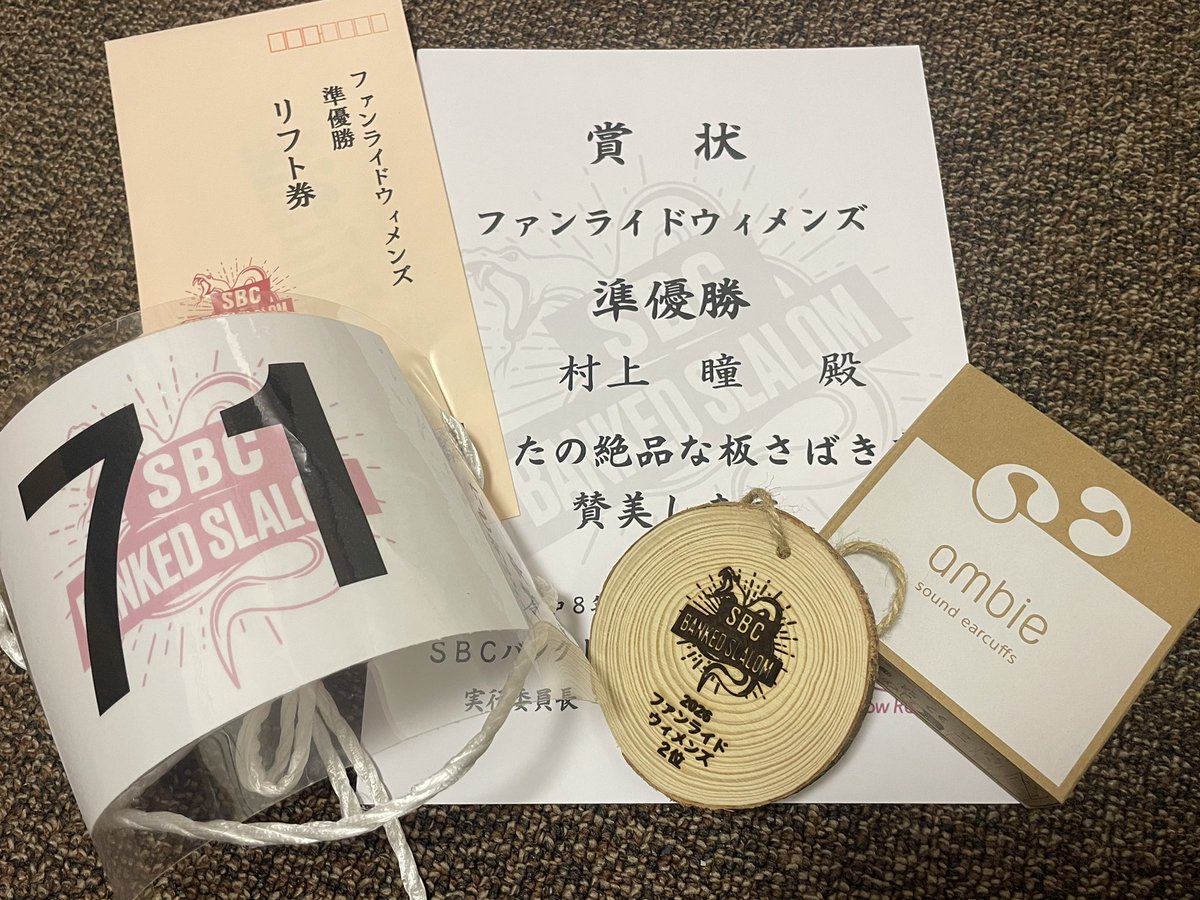 ファンライドウィメンズ
準優勝
リフト券
SBC
賞 状
ファンライドウィメンズ
準優勝
村上 瞳 殿
たの絶品な板さばき
賛美し
8年
SBCバンク
実行委員長
SBC
BANKED SLALOM
71
SBC
BANKED SLALOM
SBC
BANKED SLALOM
2026
ファンライド
ウィメンズ
2位
ambie
sound earcuffs